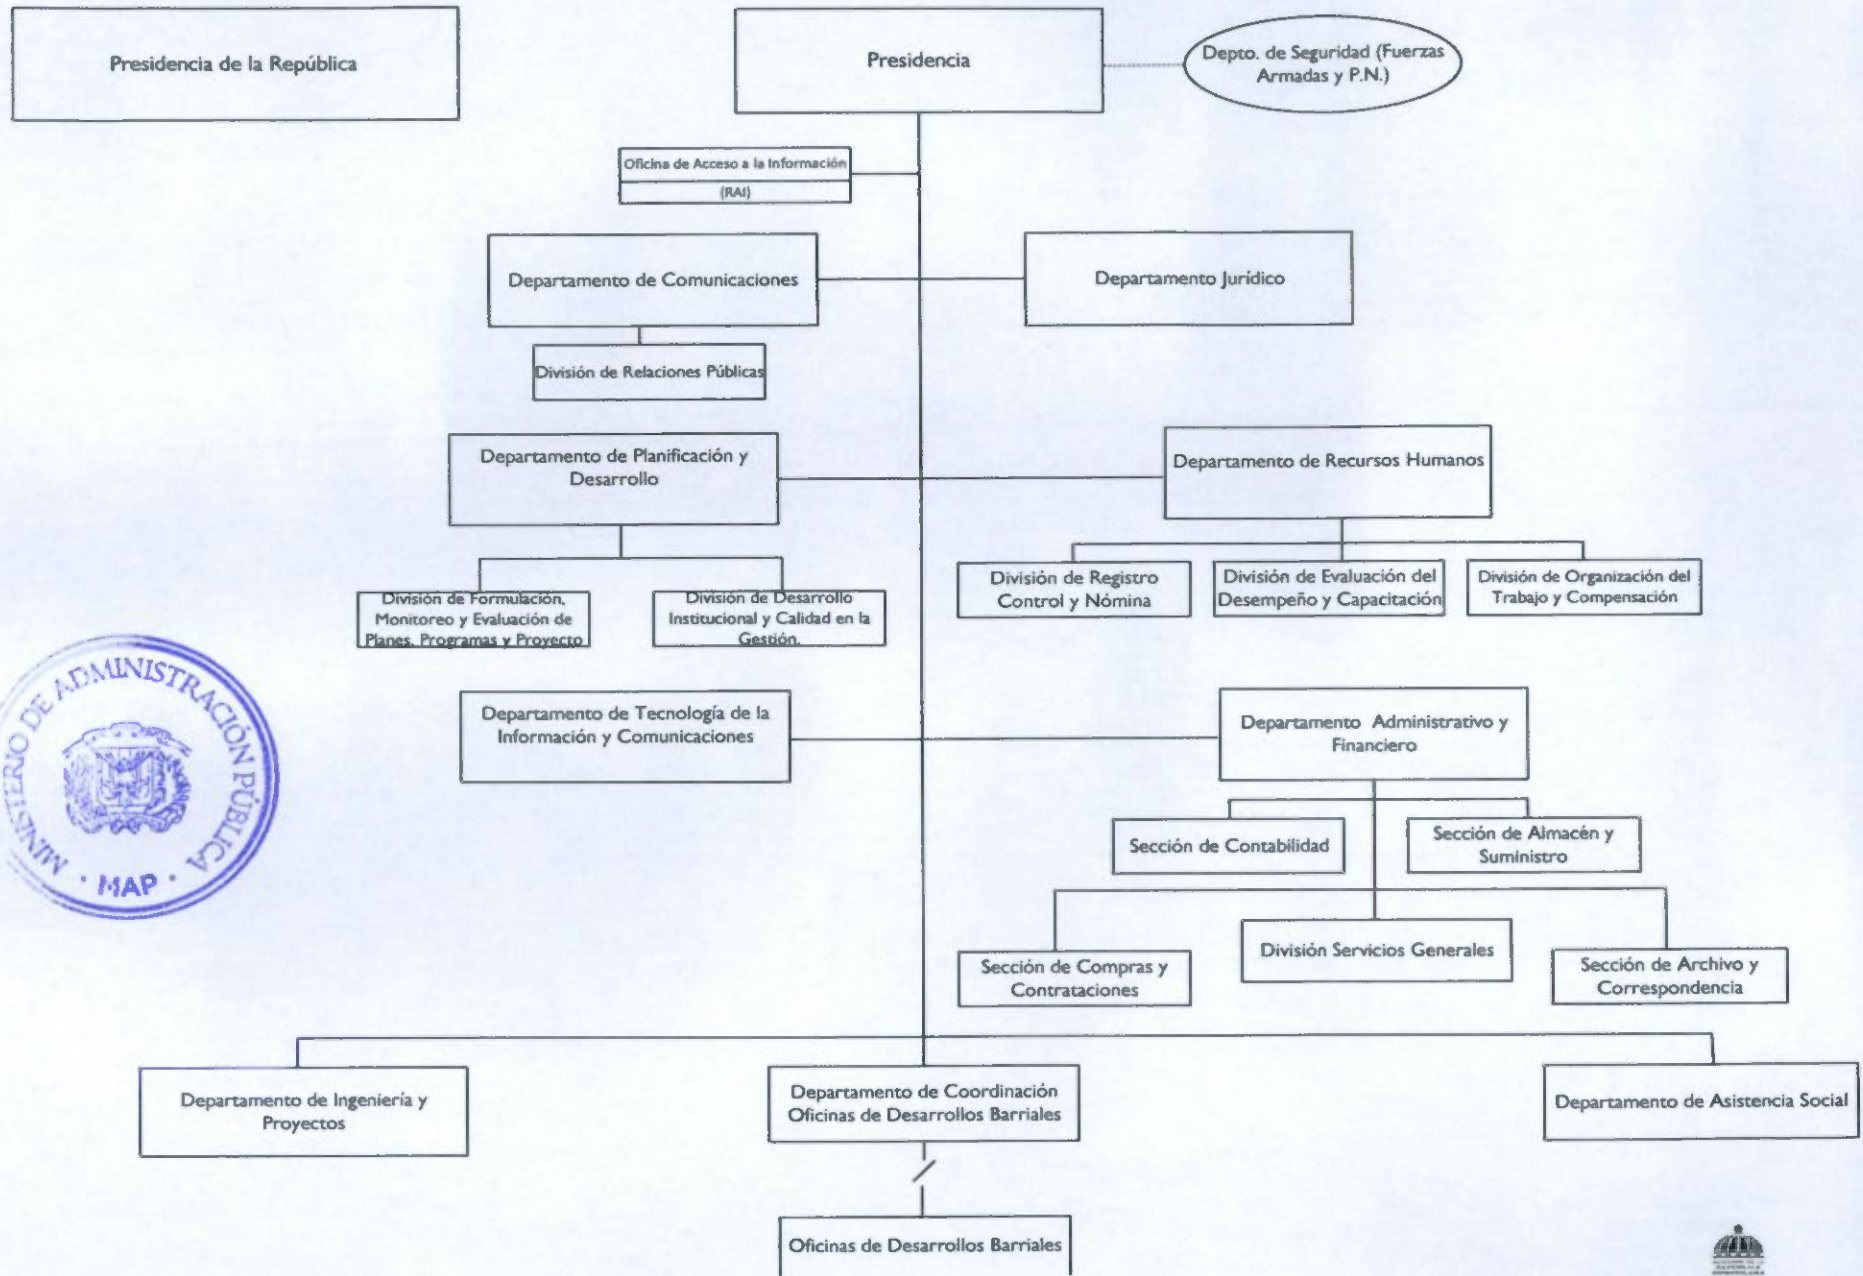 Presidencia de la República
Presidencia
Depto. de Seguridad (Fuerzas
Armadas y P.N.)
Oficina de Acceso a la Información
(RAI)
Departamento de Comunicaciones
Departamento Jurídico
División de Relaciones Públicas
Departamento de Planificación y
Desarrollo
Departamento de Recursos Humanos
División de Formulación,
Monitoreo y Evaluación de
Planes, Programas y Proyecto
División de Desarrollo
Institucional y Calidad en la
Gestión.
División de Registro
Control y Nómina
División de Evaluación del
Desempeño y Capacitación
División de Organización del
Trabajo y Compensación
MINISTERIO DE ADMINISTRACIÓN PÚBLICA
· MAP ·
Departamento de Tecnología de la
Información y Comunicaciones
Departamento Administrativo y
Financiero
Sección de Contabilidad
Sección de Almacén y
Suministro
Sección de Compras y
Contrataciones
División Servicios Generales
Sección de Archivo y
Correspondencia
Departamento de Ingeniería y
Proyectos
Departamento de Coordinación
Oficinas de Desarrollos Barriales
Departamento de Asistencia Social
Oficinas de Desarrollos Barriales